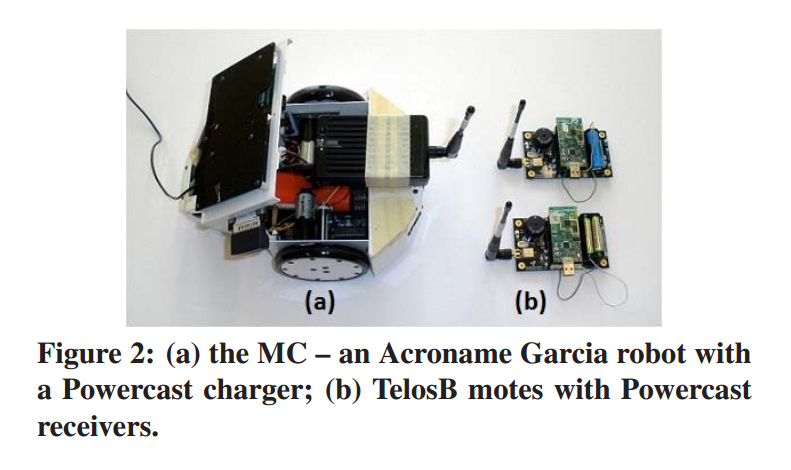 (a)
(b)
Figure 2: (a) the MC – an Acroname Garcia robot with
a Powercast charger; (b) TelosB motes with Powercast
receivers.